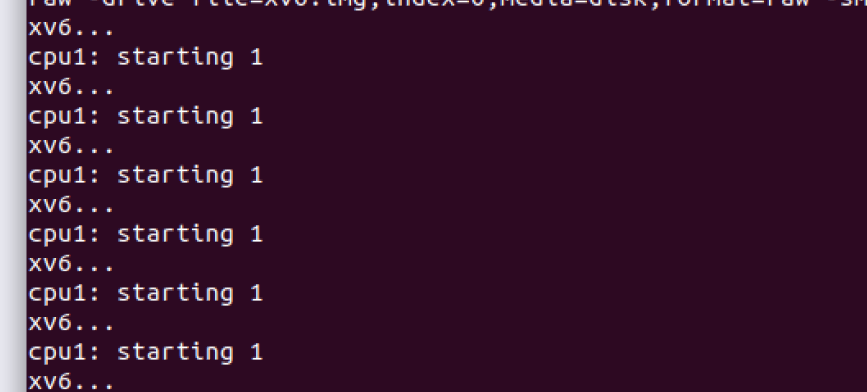 raw -drive file=xv6.img,index=0,media=disk,format=raw -sm
xv6...
cpu1: starting 1
xv6...
cpu1: starting 1
xv6...
cpu1: starting 1
xv6...
cpu1: starting 1
xv6...
cpu1: starting 1
xv6...
cpu1: starting 1
xv6...